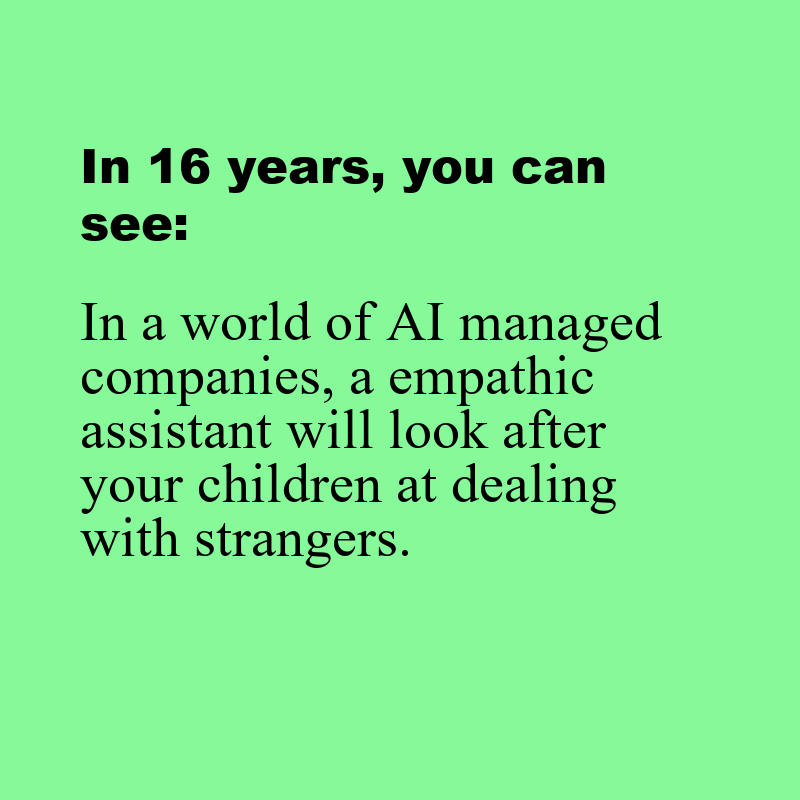 In 16 years, you can
see:
In a world of AI managed
companies, a empathic
assistant will look after
your children at dealing
with strangers.